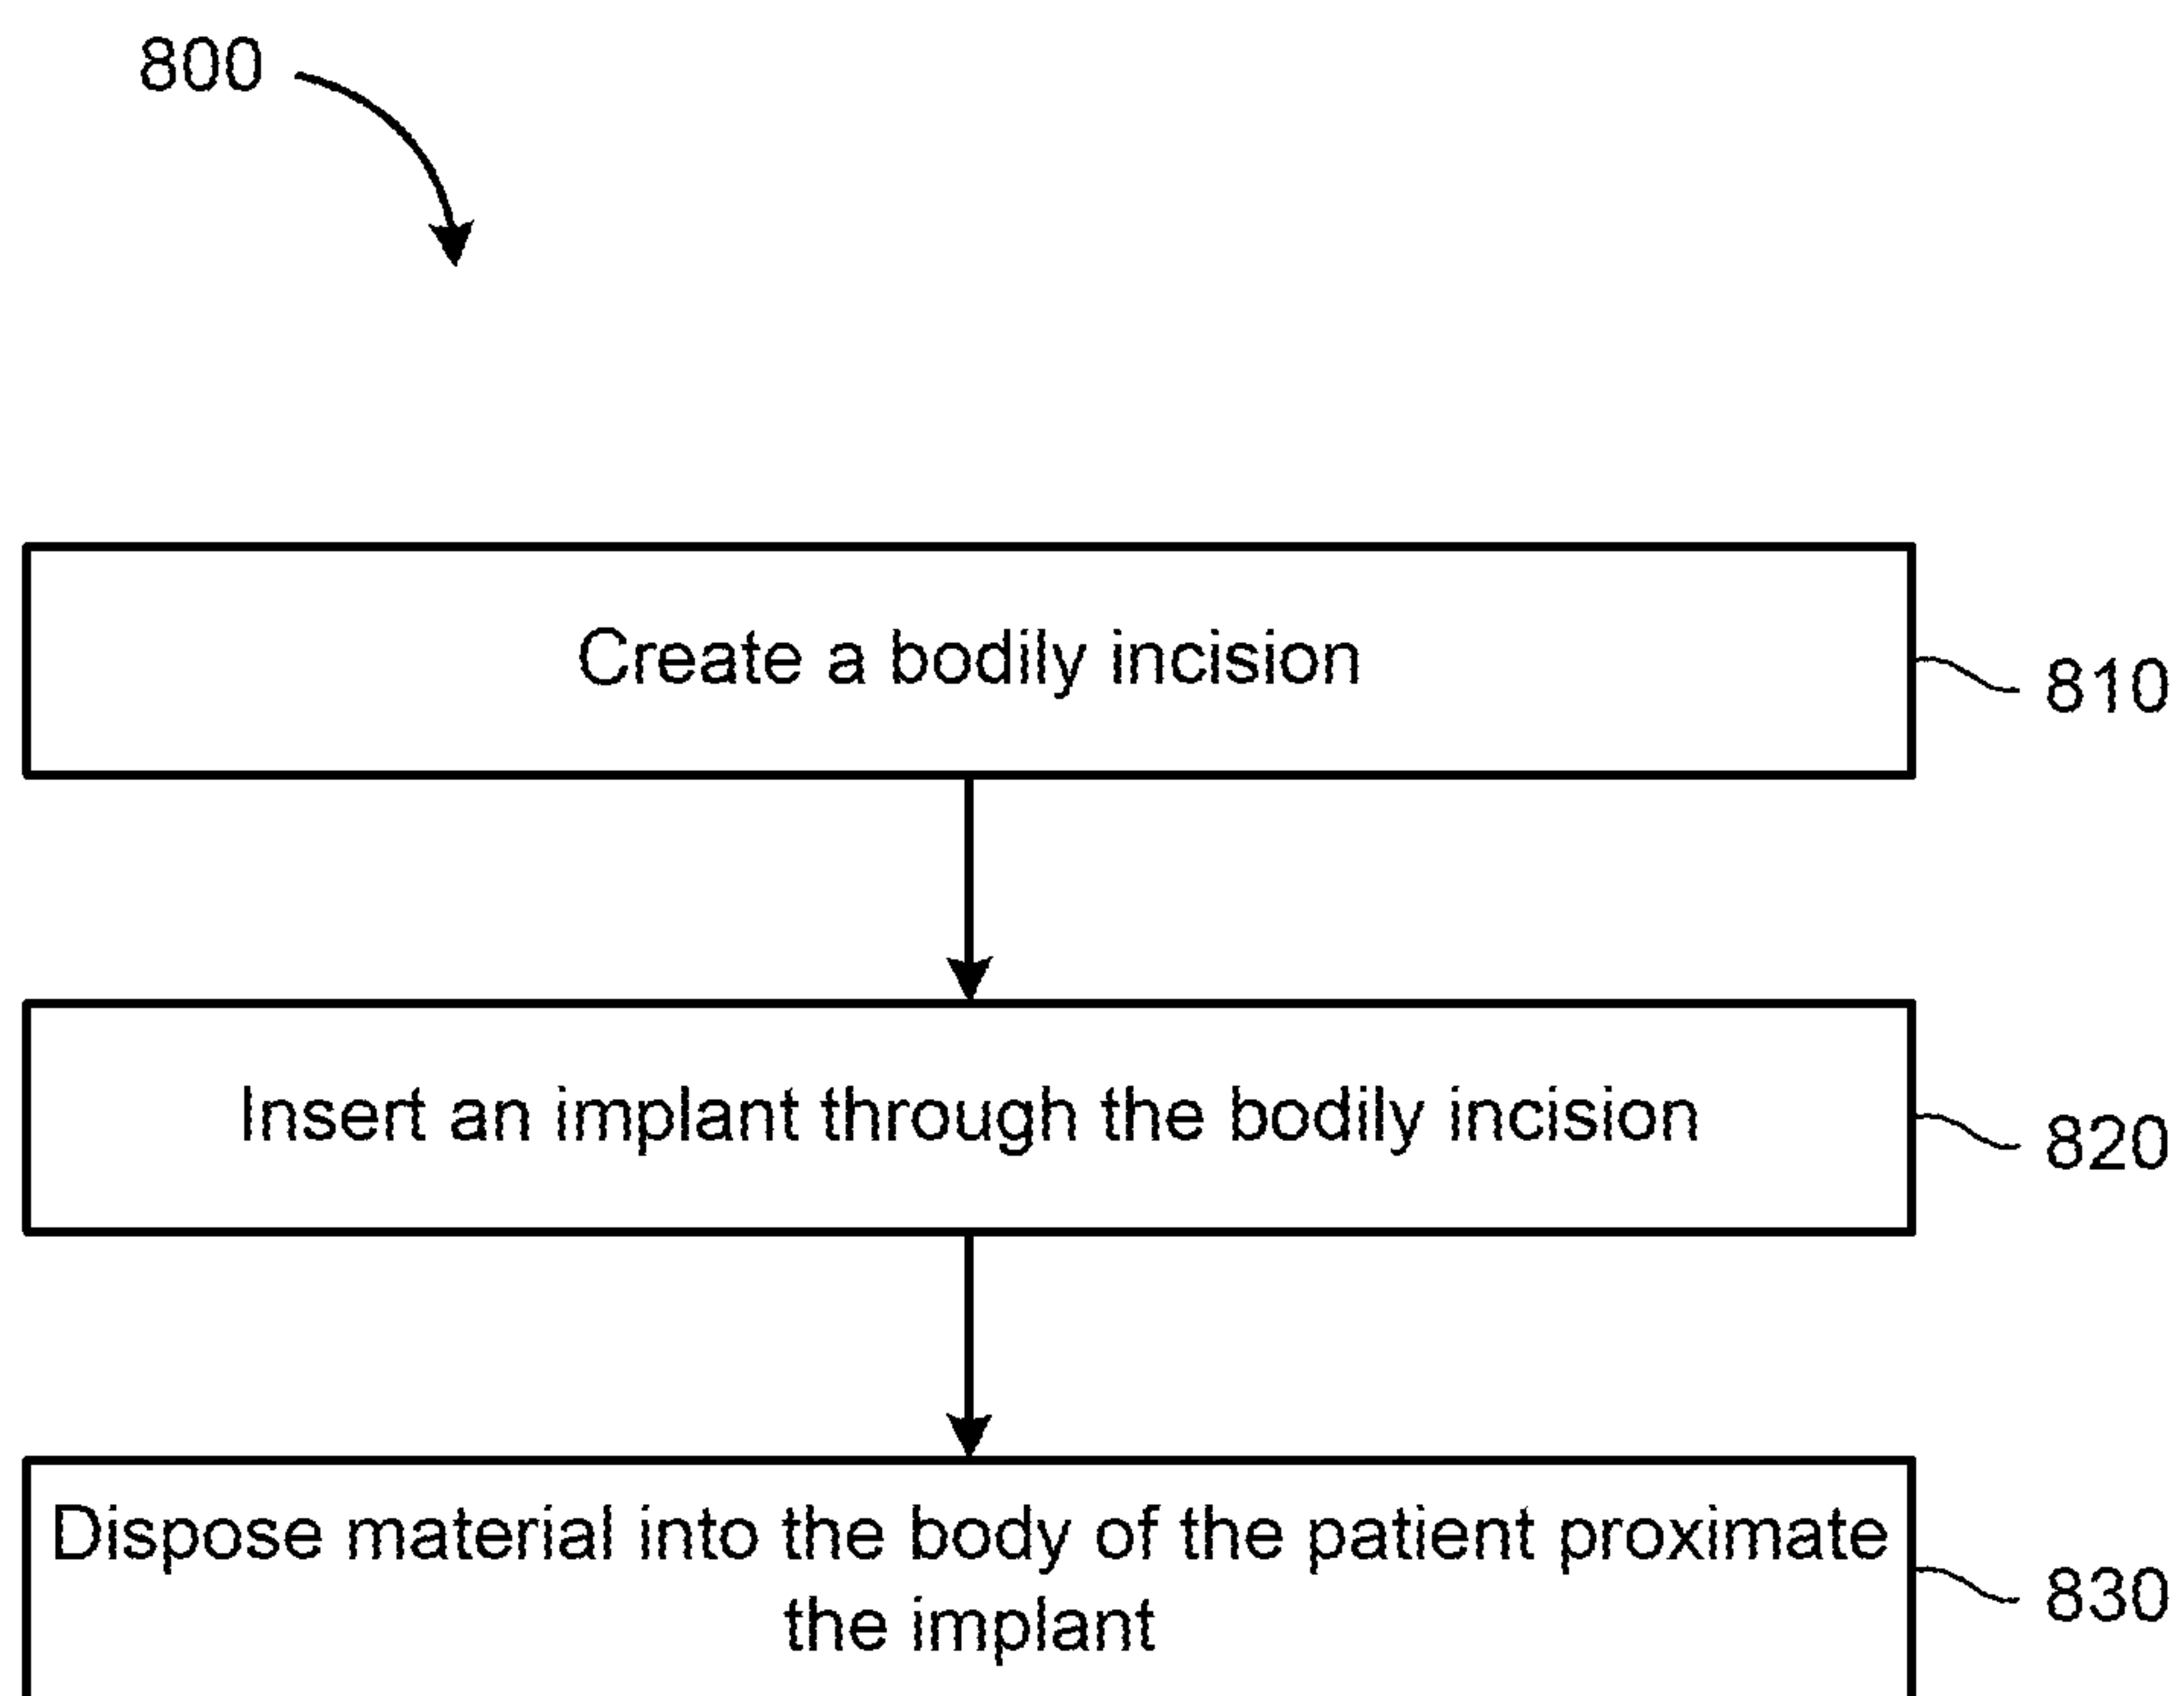 800
Create a bodily incision
810
Insert an implant through the bodily incision
820
Dispose material into the body of the patient proximate
the implant
830